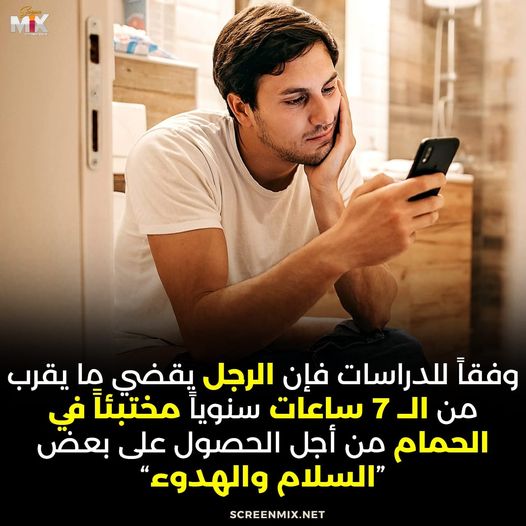 Screen
MiX
وفقاً للدراسات فإن الرجل يقضي ما يقرب
من الـ 7 ساعات سنوياً مختبئاً في
الحمام من أجل الحصول على بعض
"السلام والهدوء"
SCREENMIX.NET